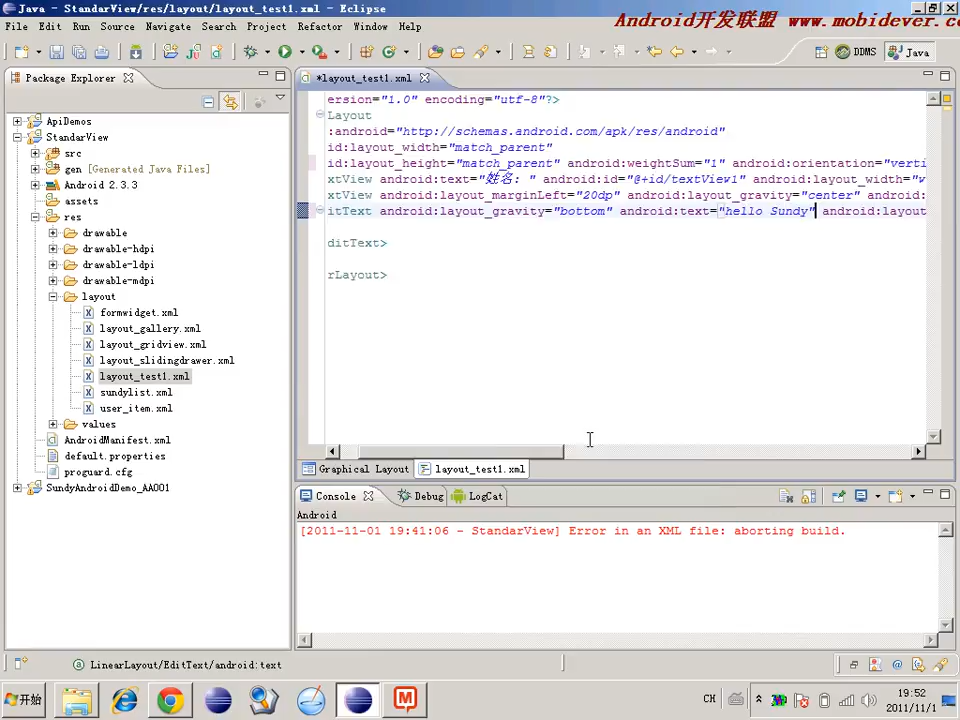 Java - StandarView/res/layout/layout_test1.xml - Eclipse
Android开发联盟 www.mobidever.com
File Edit Run Source Navigate Search Project Refactor Window Help
DDMS Java
Package Explorer
*layout_test1.xml
ApiDemos
StandarView
src
gen [Generated Java Files]
Android 2.3.3
assets
res
drawable
drawable-hdpi
drawable-ldpi
drawable-mdpi
layout
formwidget.xml
layout_gallery.xml
layout_gridview.xml
layout_slidingdrawer.xml
layout_test1.xml
sundylist.xml
user_item.xml
values
AndroidManifest.xml
default.properties
proguard.cfg
SundyAndroidDemo_AA001
ersion="1.0" encoding="utf-8"?>
Layout
:android="http://schemas.android.com/apk/res/android"
id:layout_width="match_parent"
id:layout_height="match_parent" android:weightSum="1" android:orientation="verti
xtView android:text="姓名: " android:id="@+id/textView1" android:layout_width="w
xtView android:layout_marginLeft="20dp" android:layout_gravity="center" android:
itText android:layout_gravity="bottom" android:text="hello Sundy" android:layout
ditText>
rLayout>
Graphical Layout layout_test1.xml
Console Debug LogCat
Android
[2011-11-01 19:41:06 - StandarView] Error in an XML file: aborting build.
LinearLayout/EditText/android:text
开始
CH
19:52
2011/11/1